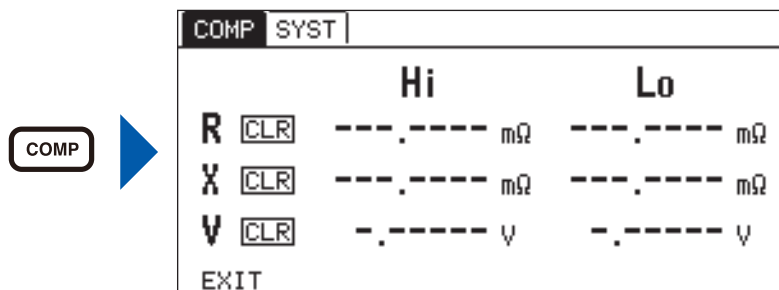 COMP
COMP SYST
Hi Lo
R CLR ---.---- mΩ ---.---- mΩ
X CLR ---.---- mΩ ---.---- mΩ
V CLR -.----- V -.----- V
EXIT